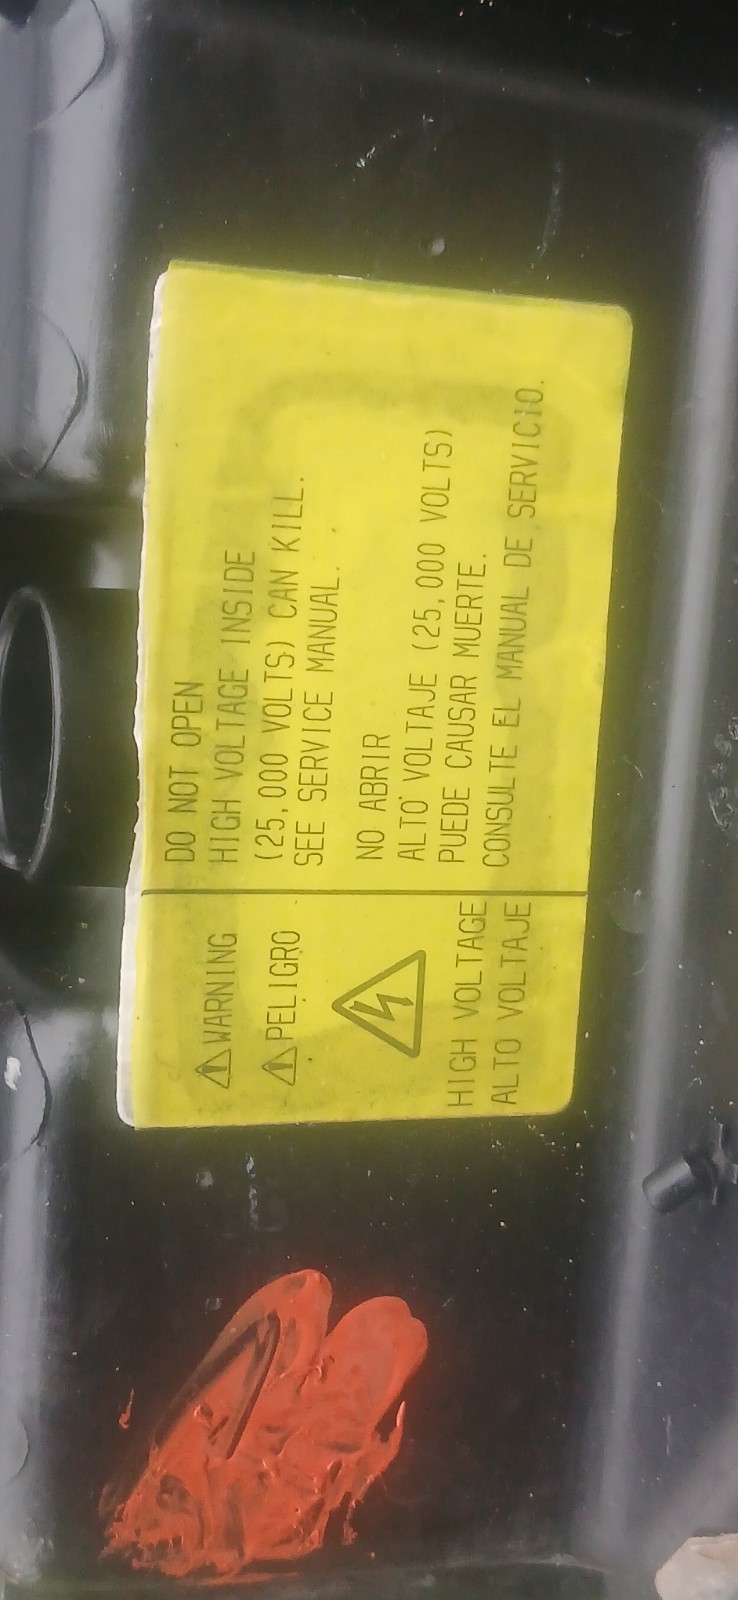 ⚠WARNING
⚠PELIGRO
HIGH VOLTAGE
ALTO VOLTAJE
DO NOT OPEN
HIGH VOLTAGE INSIDE
(25,000 VOLTS) CAN KILL.
SEE SERVICE MANUAL.
NO ABRIR
ALTO VOLTAJE (25,000 VOLTS)
PUEDE CAUSAR MUERTE.
CONSULTE EL MANUAL DE SERVICIO.